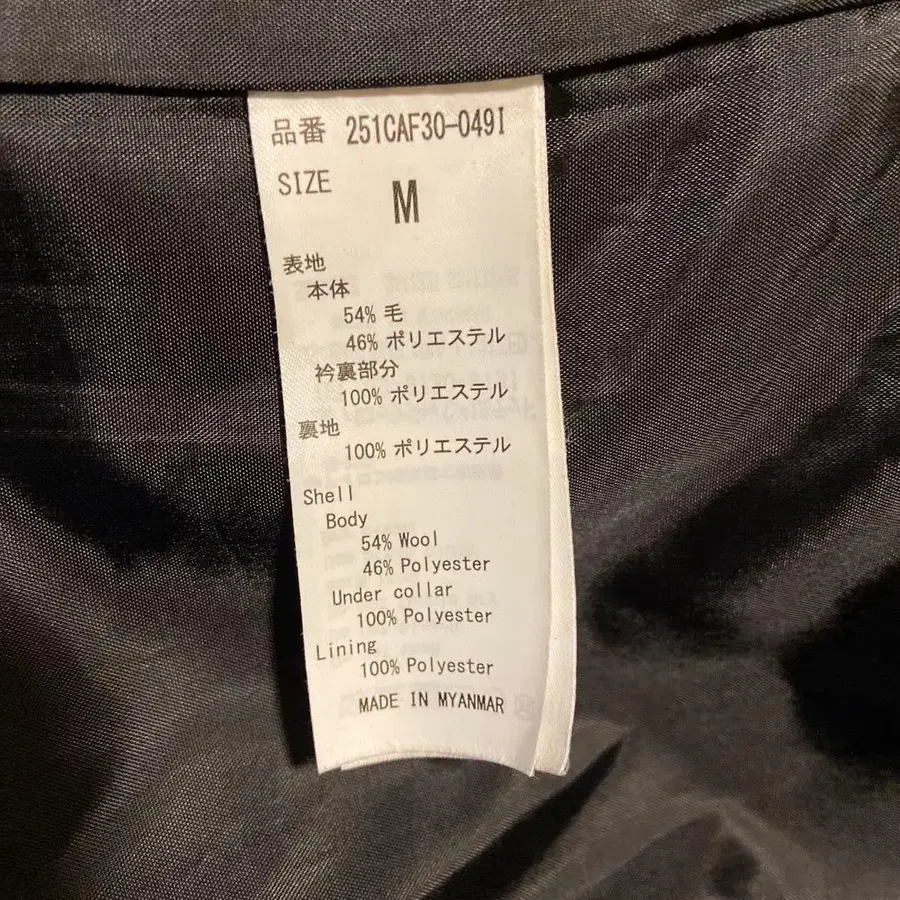 品番 251CAF30-049I
SIZE M
表地
本体
54% 毛
46% ポリエステル
衿裏部分
100% ポリエステル
裏地
100% ポリエステル
Shell
Body
54% Wool
46% Polyester
Under collar
100% Polyester
Lining
100% Polyester
MADE IN MYANMAR